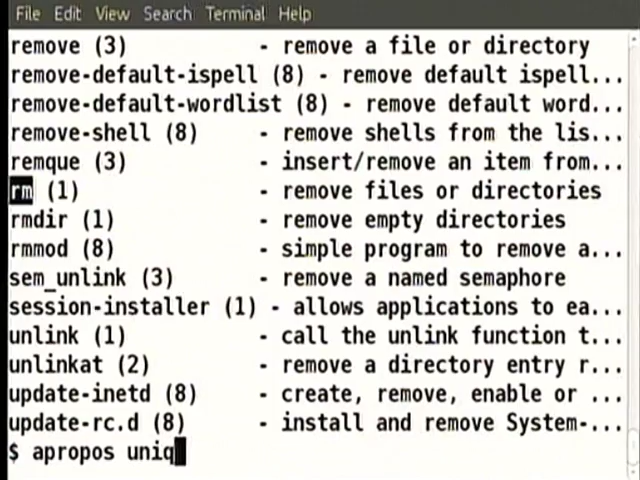 File Edit View Search Terminal Help
remove (3) - remove a file or directory
remove-default-ispell (8) - remove default ispell...
remove-default-wordlist (8) - remove default word...
remove-shell (8) - remove shells from the lis...
remque (3) - insert/remove an item from...
rm (1) - remove files or directories
rmdir (1) - remove empty directories
rmmod (8) - simple program to remove a...
sem_unlink (3) - remove a named semaphore
session-installer (1) - allows applications to ea...
unlink (1) - call the unlink function t...
unlinkat (2) - remove a directory entry r...
update-inetd (8) - create, remove, enable or ...
update-rc.d (8) - install and remove System-...
$ apropos uniq